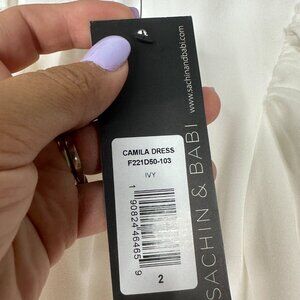 www.sachinandbabi.com
SACHIN & BABI
CAMILA DRESS
F221D50-103
IVY
1 90824 46465 9
2